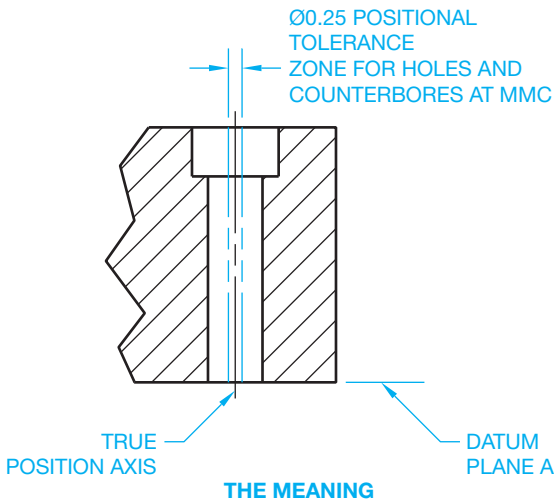 Ø0.25 POSITIONAL
TOLERANCE
ZONE FOR HOLES AND
COUNTERBORES AT MMC
TRUE
POSITION AXIS
DATUM
PLANE A
THE MEANING